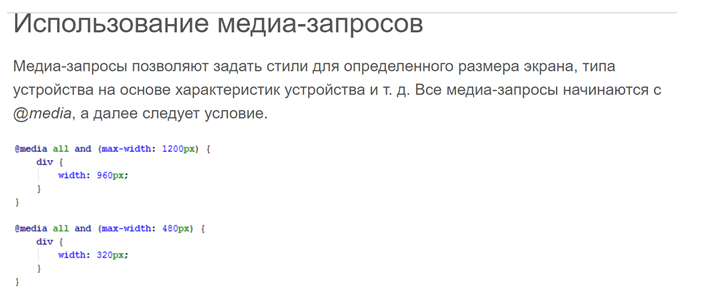 Использование медиа-запросов
Медиа-запросы позволяют задать стили для определенного размера экрана, типа
устройства на основе характеристик устройства и т. д. Все медиа-запросы начинаются с
@media, а далее следует условие.
@media all and (max-width: 1200px) {
    div {
        width: 960px;
    }
}
@media all and (max-width: 480px) {
    div {
        width: 320px;
    }
}